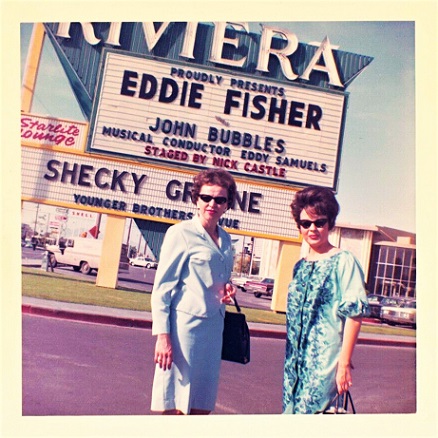 RIVIERA
PROUDLY PRESENTS
EDDIE FISHER
JOHN BUBBLES
MUSICAL CONDUCTOR EDDY SAMUELS
STAGED BY NICK CASTLE
Starlite
Lounge
SHECKY GREENE
YOUNGER BROTHERS
SHELL